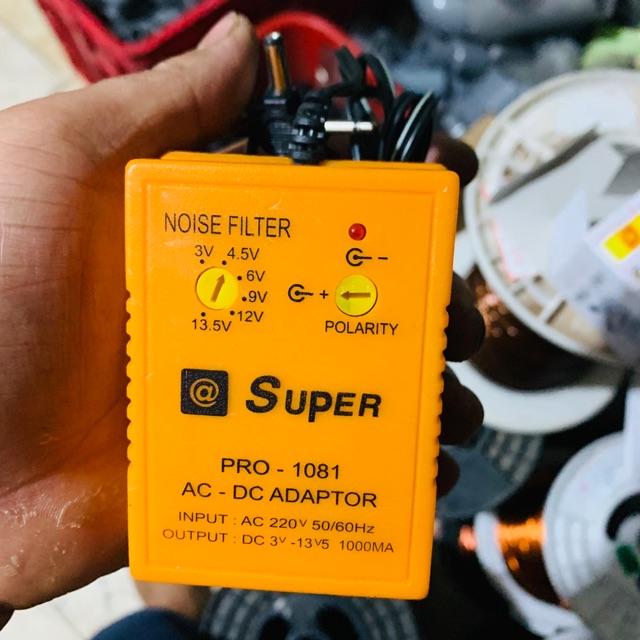 NOISE FILTER
3V 4.5V
6V
9V
12V
13.5V
-
+
POLARITY
@ SUPER
PRO - 1081
AC - DC ADAPTOR
INPUT : AC 220V 50/60Hz
OUTPUT : DC 3V -13V5 1000MA